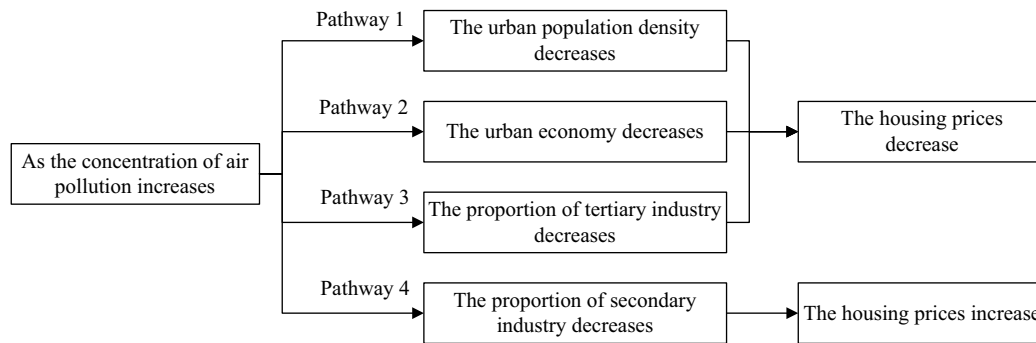 Pathway 1
The urban population density
decreases
Pathway 2
The urban economy decreases
The housing prices
decrease
As the concentration of air
pollution increases
Pathway 3
The proportion of tertiary industry
decreases
Pathway 4
The proportion of secondary
industry decreases
The housing prices increase